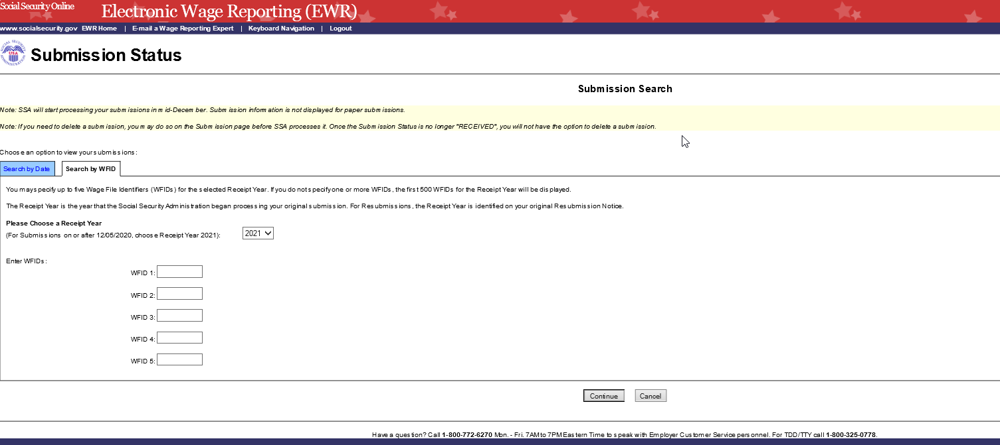 Social Security Online
Electronic Wage Reporting (EWR)
www.socialsecurity.gov EWR Home | E-mail a Wage Reporting Expert | Keyboard Navigation | Logout
Submission Status
Submission Search
Note: SSA will start processing your submissions in mid-December. Submission information is not displayed for paper submissions.
Note: If you need to delete a submission, you may do so on the Submission page before SSA processes it. Once the Submission Status is no longer "RECEIVED", you will not have the option to delete a submission.
Choose an option to view your submissions:
Search by Date Search by WFID
You may specify up to five Wage File Identifiers (WFIDs) for the selected Receipt Year. If you do not specify one or more WFIDs, the first 500 WFIDs for the Receipt Year will be displayed.
The Receipt Year is the year that the Social Security Administration began processing your original submission. For Resubmissions, the Receipt Year is identified on your original Resubmission Notice.
Please Choose a Receipt Year
(For Submissions on or after 12/05/2020, choose Receipt Year 2021): 2021
Enter WFIDs:
WFID 1:
WFID 2:
WFID 3:
WFID 4:
WFID 5:
Continue Cancel
Have a question? Call 1-800-772-6270 Mon. - Fri. 7AM to 7PM Eastern Time to speak with Employer Customer Service personnel. For TDD/TTY call 1-800-325-0778.